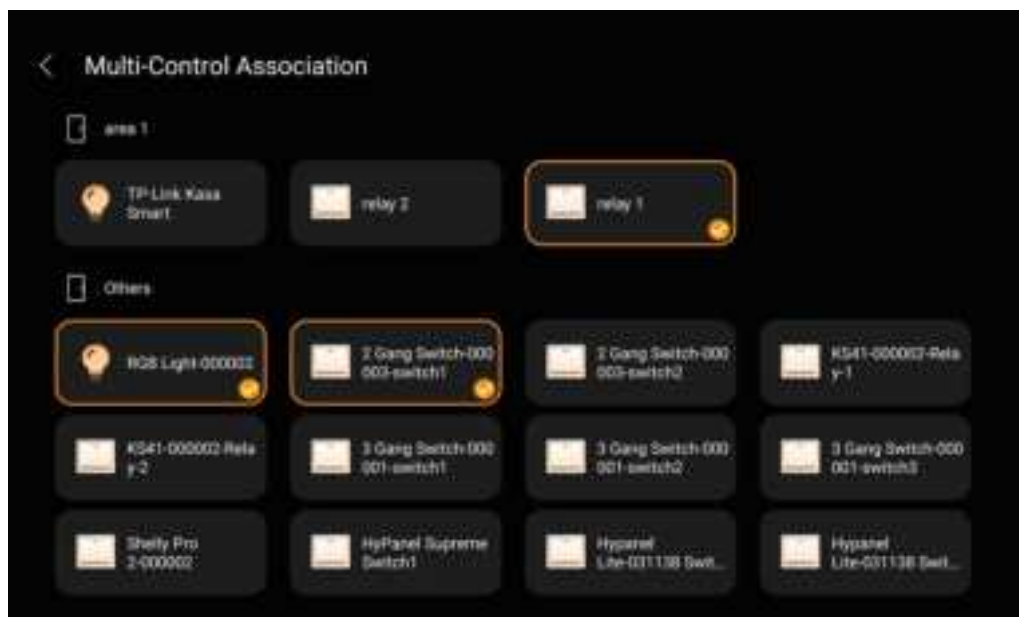 Multi-Control Association
area 1
TP-Link Kasa
Smart
relay 2
relay 1
Others
RGB Light-000002
2 Gang Switch-000
003-switch1
2 Gang Switch-000
003-switch2
KS41-000002-Rela
y-1
KS41-000002-Rela
y-2
3 Gang Switch-000
001-switch1
3 Gang Switch-000
001-switch2
3 Gang Switch-000
001-switch3
Shelly Pro
2-000002
HyPanel Supreme
Switch1
Hypanel
Lite-031138 Swit...
Hypanel
Lite-031138 Swit...